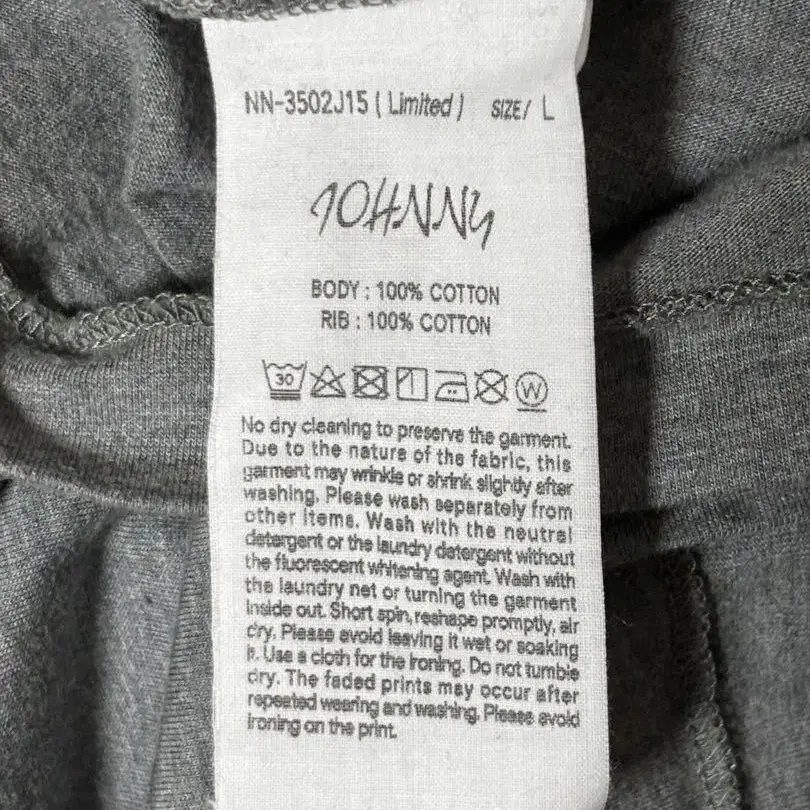 NN-3502J15 ( Limited ) SIZE/ L
JOHNNY
BODY : 100% COTTON
RIB : 100% COTTON
30 W
No dry cleaning to preserve the garment.
Due to the nature of the fabric, this
garment may wrinkle or shrink slightly after
washing. Please wash separately from
other items. Wash with the neutral
detergent or the laundry detergent without
the fluorescent whitening agent. Wash with
the laundry net or turning the garment
inside out. Short spin, reshape promptly, air
dry. Please avoid leaving it wet or soaking
it. Use a cloth for the ironing. Do not tumble
dry. The faded prints may occur after
repeated wearing and washing. Please avoid
ironing on the print.